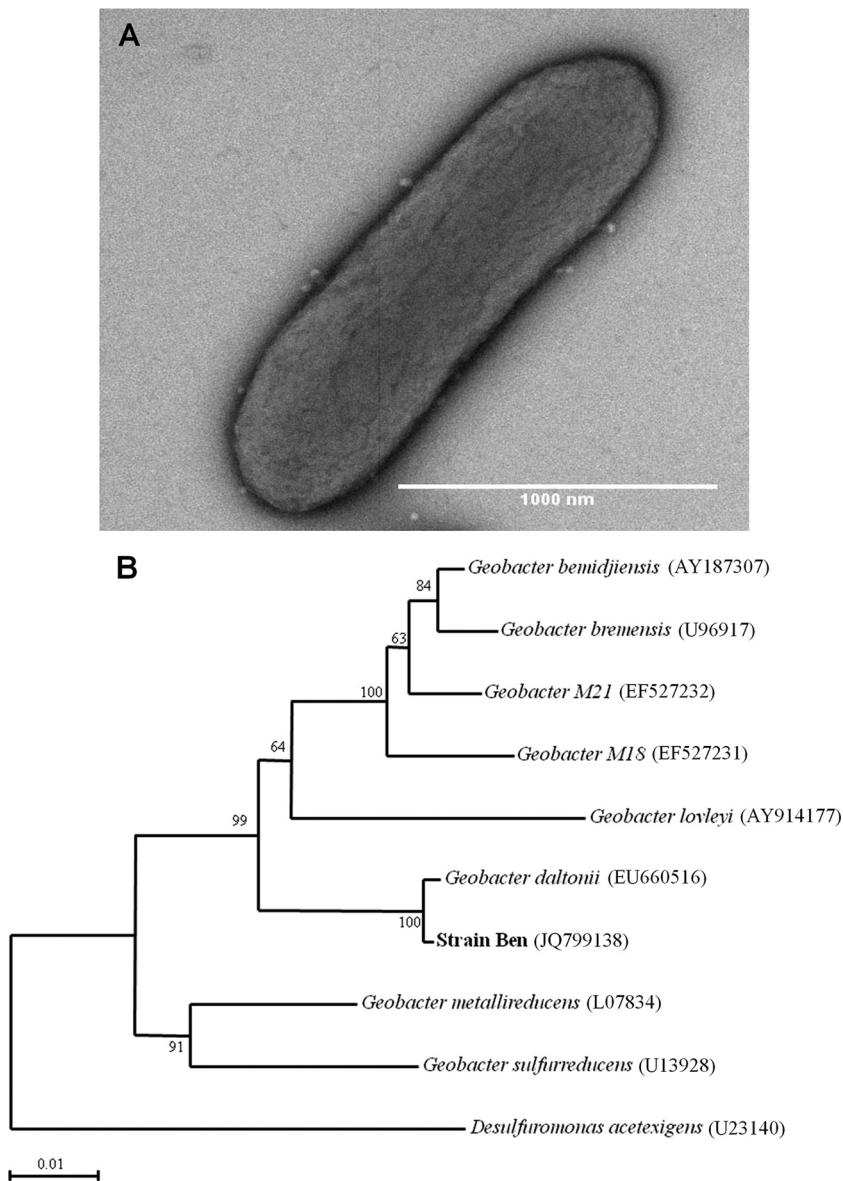 A
1000 nm
B
84
Geobacter bemidjiensis (AY187307)
Geobacter bremensis (U96917)
63
Geobacter M21 (EF527232)
100
Geobacter M18 (EF527231)
64
Geobacter lovleyi (AY914177)
99
Geobacter daltonii (EU660516)
100
Strain Ben (JQ799138)
Geobacter metallireducens (L07834)
91
Geobacter sulfurreducens (U13928)
Desulfuromonas acetexigens (U23140)
0.01